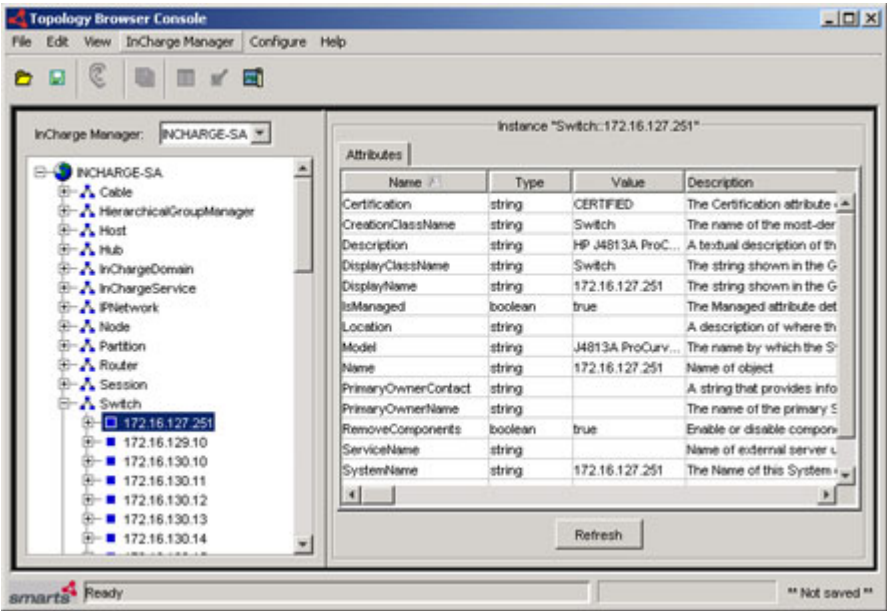 Topology Browser Console
File Edit View InCharge Manager Configure Help
InCharge Manager: INCHARGE-SA
INCHARGE-SA
Cable
HierarchicalGroupManager
Host
Hub
InChargeDomain
InChargeService
IPNetwork
Node
Partition
Router
Session
Switch
172.16.127.251
172.16.129.10
172.16.130.10
172.16.130.11
172.16.130.12
172.16.130.13
172.16.130.14
Instance "Switch::172.16.127.251"
Attributes
Name Type Value Description
Certification string CERTIFIED The Certification attribute
CreationClassName string Switch The name of the most-der
Description string HP J4813A ProC... A textual description of th
DisplayClassName string Switch The string shown in the G
DisplayName string 172.16.127.251 The string shown in the G
IsManaged boolean true The Managed attribute det
Location string A description of where th
Model string J4813A ProCurv... The name by which the S
Name string 172.16.127.251 Name of object
PrimaryOwnerContact string A string that provides info
PrimaryOwnerName string The name of the primary S
RemoveComponents boolean true Enable or disable compon
ServiceName string Name of external server u
SystemName string 172.16.127.251 The Name of this System
Refresh
smarts Ready ** Not saved **